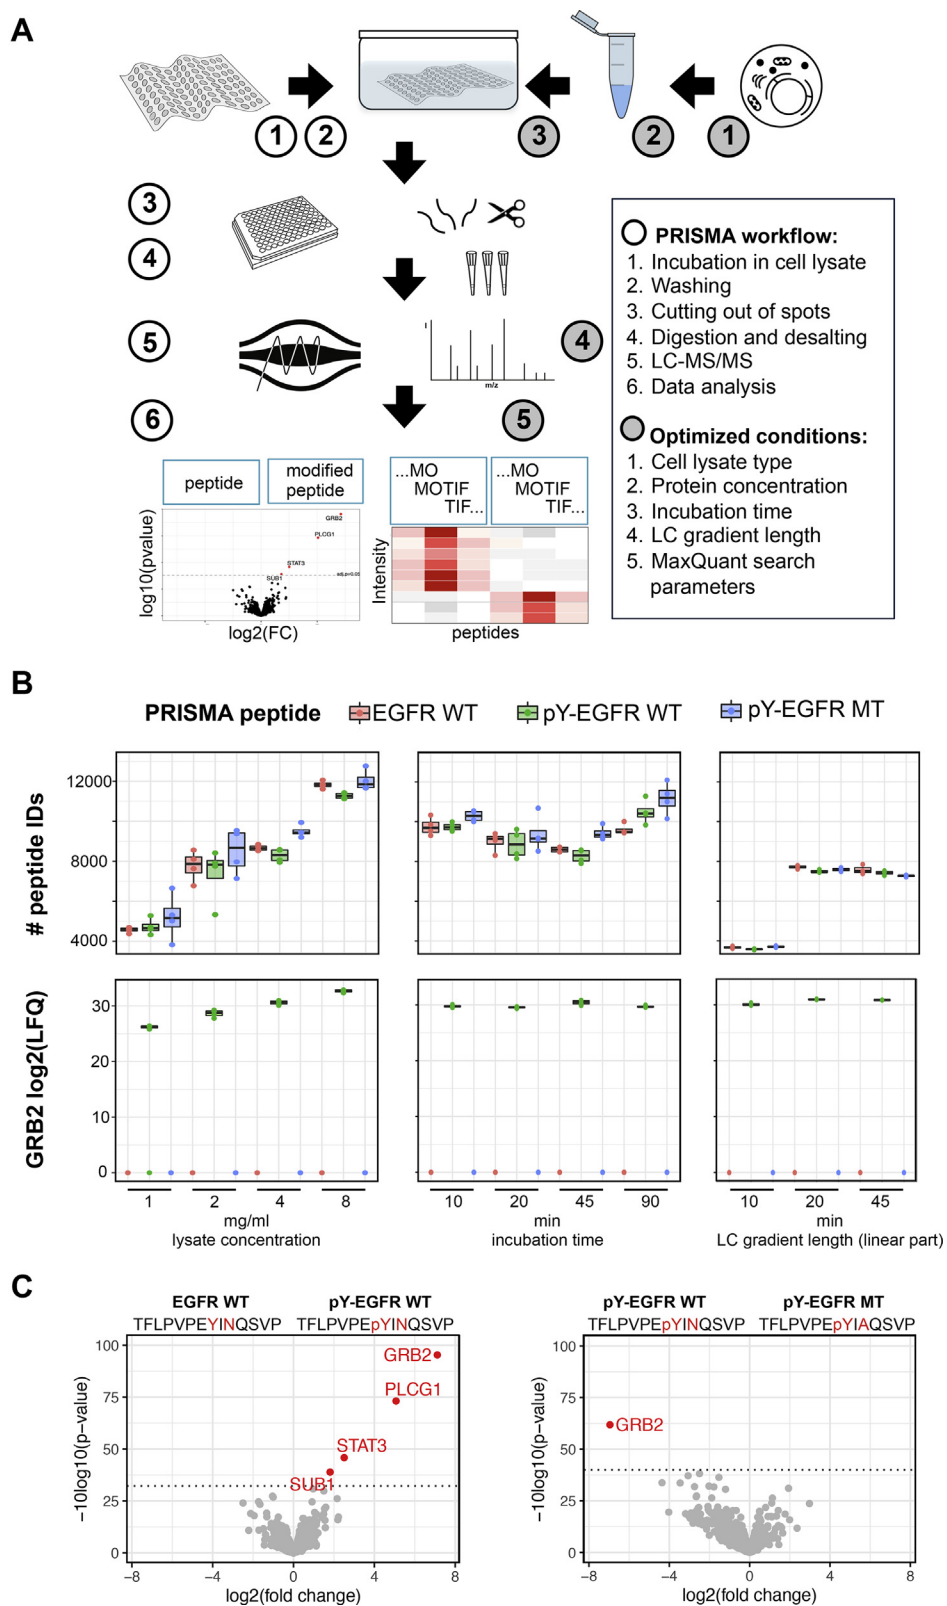 A
1
2
3
2
1
3
4
5
m/z
4
6
5
PRISMA workflow:
1. Incubation in cell lysate
2. Washing
3. Cutting out of spots
4. Digestion and desalting
5. LC-MS/MS
6. Data analysis
Optimized conditions:
1. Cell lysate type
2. Protein concentration
3. Incubation time
4. LC gradient length
5. MaxQuant search
parameters
peptide
modified
peptide
...MO
MOTIF
TIF...
...MO
MOTIF
TIF...
GRB2
PLCG1
STAT3
SUB1
log10(pvalue)
log2(FC)
Intensity
peptides
B
PRISMA peptide
EGFR WT
pY-EGFR WT
pY-EGFR MT
# peptide IDs
12000
8000
4000
GRB2 log2(LFQ)
30
20
10
0
1 2 4 8
mg/ml
lysate concentration
10 20 45 90
min
incubation time
10 20 45
min
LC gradient length (linear part)
C
EGFR WT
TFLPVPEYINQSVP
pY-EGFR WT
TFLPVPEpYINQSVP
−10log10(p−value)
100
75
50
25
0
GRB2
PLCG1
STAT3
SUB1
−8 −4 0 4 8
log2(fold change)
pY-EGFR WT
TFLPVPEpYINQSVP
pY-EGFR MT
TFLPVPEpYIAQSVP
−10log10(p−value)
100
75
50
25
0
GRB2
−8 −4 0 4 8
log2(fold change)